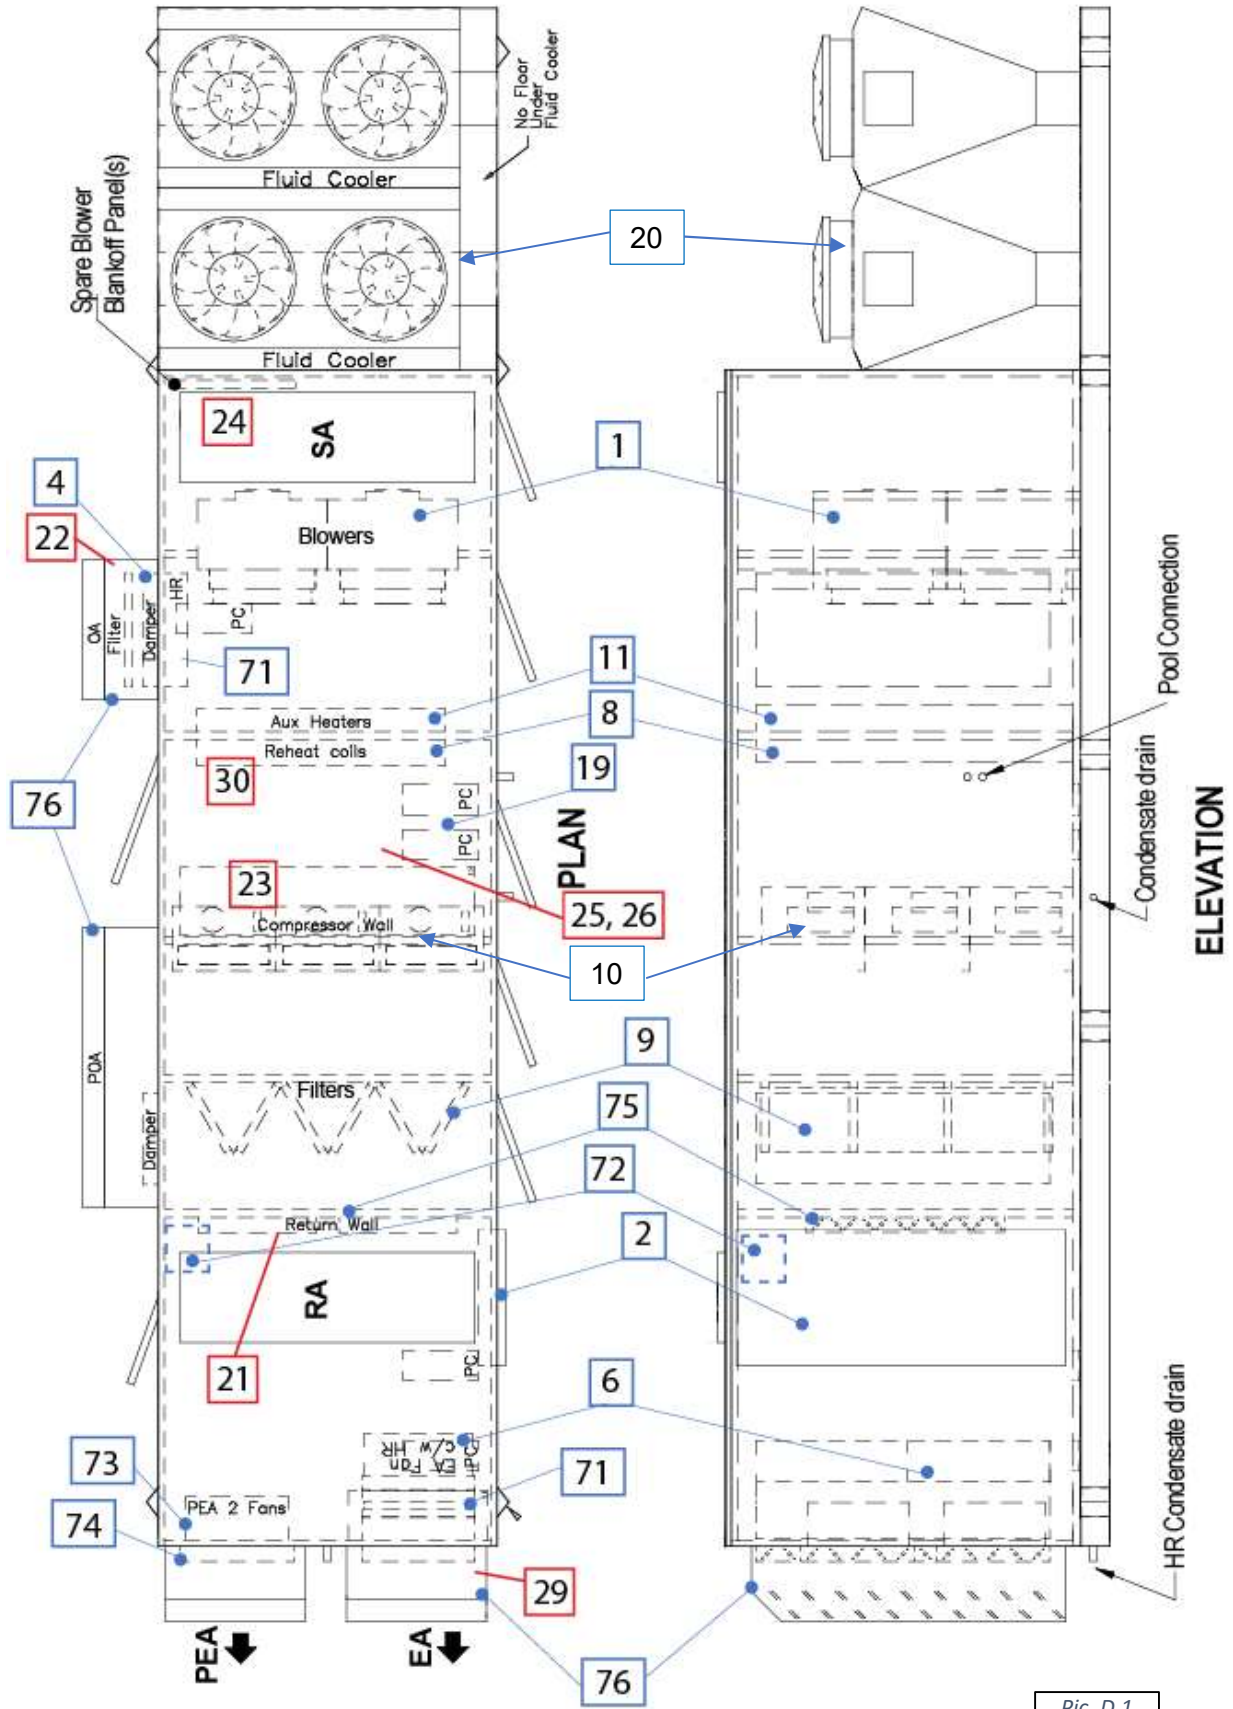 No Floor
Under
Fluid Cooler
Fluid Cooler
Spare Blower
Blankoff Panel(s)
20
Fluid Cooler
24
SA
1
4
22
Blowers
OA
Filter
Damper
HR
PC
71
Pool Connection
11
Aux Heaters
8
Reheat coils
30
19
PC
76
PC
PLAN
Condensate drain
ELEVATION
23
25, 26
Compressor Wall
10
POA
9
Filters
75
Damper
72
Return Wall
2
RA
21
PC
6
EA Fan
c/w HR
PC
HR Condensate drain
73
71
PEA 2 Fans
74
29
PEA
EA
76
Pic. D.1